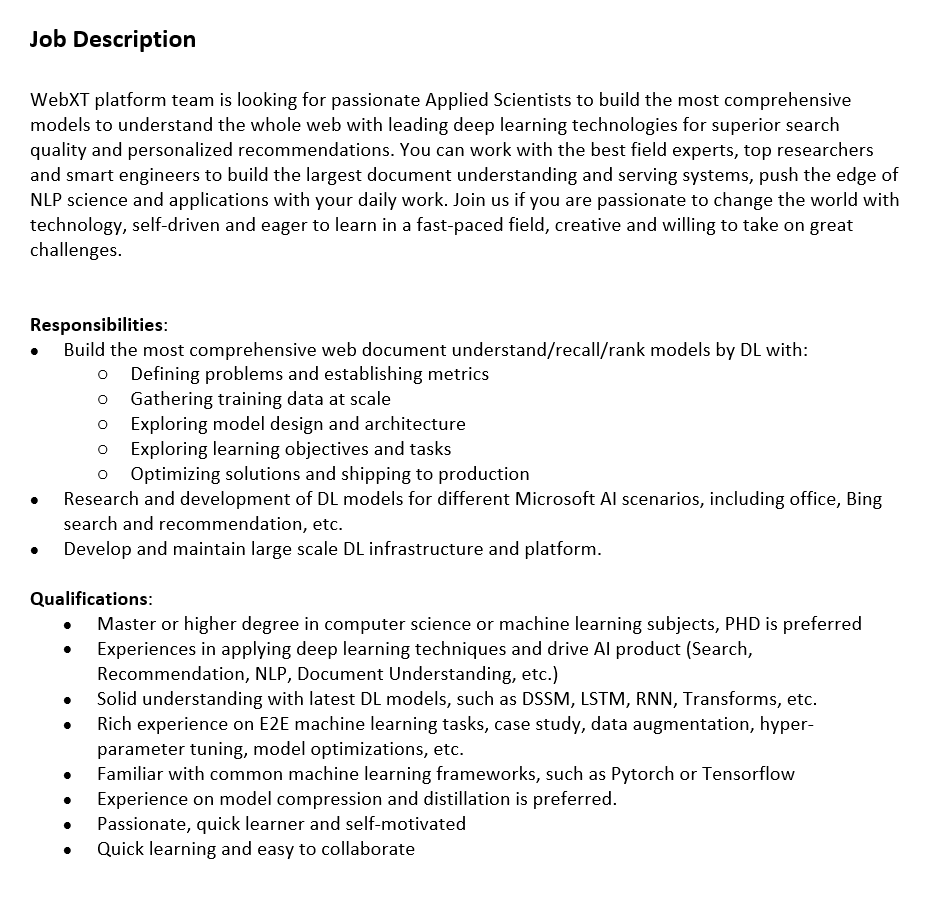 Job Description
WebXT platform team is looking for passionate Applied Scientists to build the most comprehensive
models to understand the whole web with leading deep learning technologies for superior search
quality and personalized recommendations. You can work with the best field experts, top researchers
and smart engineers to build the largest document understanding and serving systems, push the edge of
NLP science and applications with your daily work. Join us if you are passionate to change the world with
technology, self-driven and eager to learn in a fast-paced field, creative and willing to take on great
challenges.
Responsibilities:
• Build the most comprehensive web document understand/recall/rank models by DL with:
○ Defining problems and establishing metrics
○ Gathering training data at scale
○ Exploring model design and architecture
○ Exploring learning objectives and tasks
○ Optimizing solutions and shipping to production
• Research and development of DL models for different Microsoft AI scenarios, including office, Bing
search and recommendation, etc.
• Develop and maintain large scale DL infrastructure and platform.
Qualifications:
• Master or higher degree in computer science or machine learning subjects, PHD is preferred
• Experiences in applying deep learning techniques and drive AI product (Search,
Recommendation, NLP, Document Understanding, etc.)
• Solid understanding with latest DL models, such as DSSM, LSTM, RNN, Transforms, etc.
• Rich experience on E2E machine learning tasks, case study, data augmentation, hyper-
parameter tuning, model optimizations, etc.
• Familiar with common machine learning frameworks, such as Pytorch or Tensorflow
• Experience on model compression and distillation is preferred.
• Passionate, quick learner and self-motivated
• Quick learning and easy to collaborate